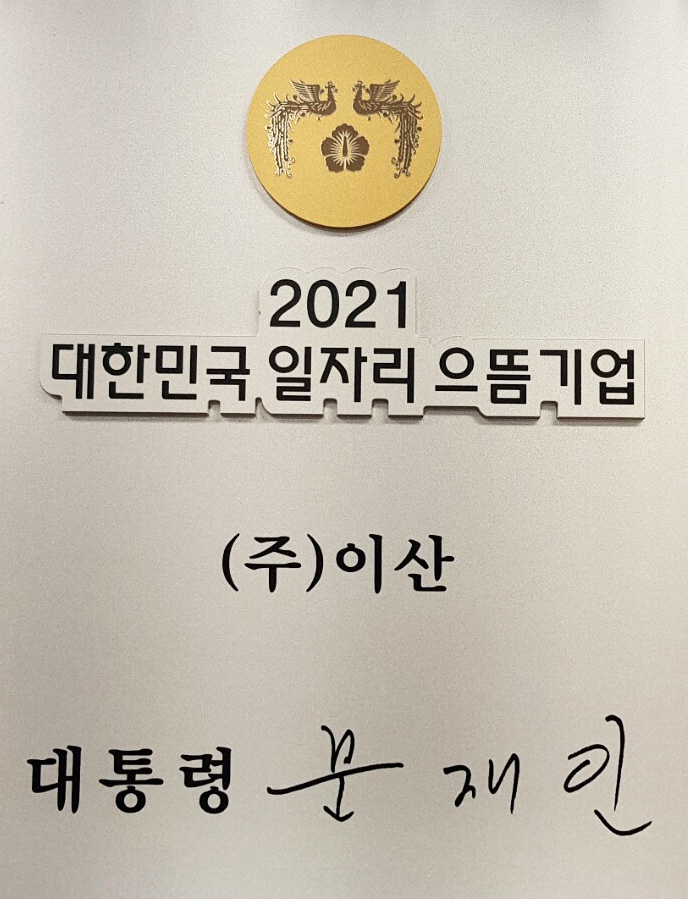 2021
대한민국 일자리 으뜸기업
(주)이산
대통령 문재인